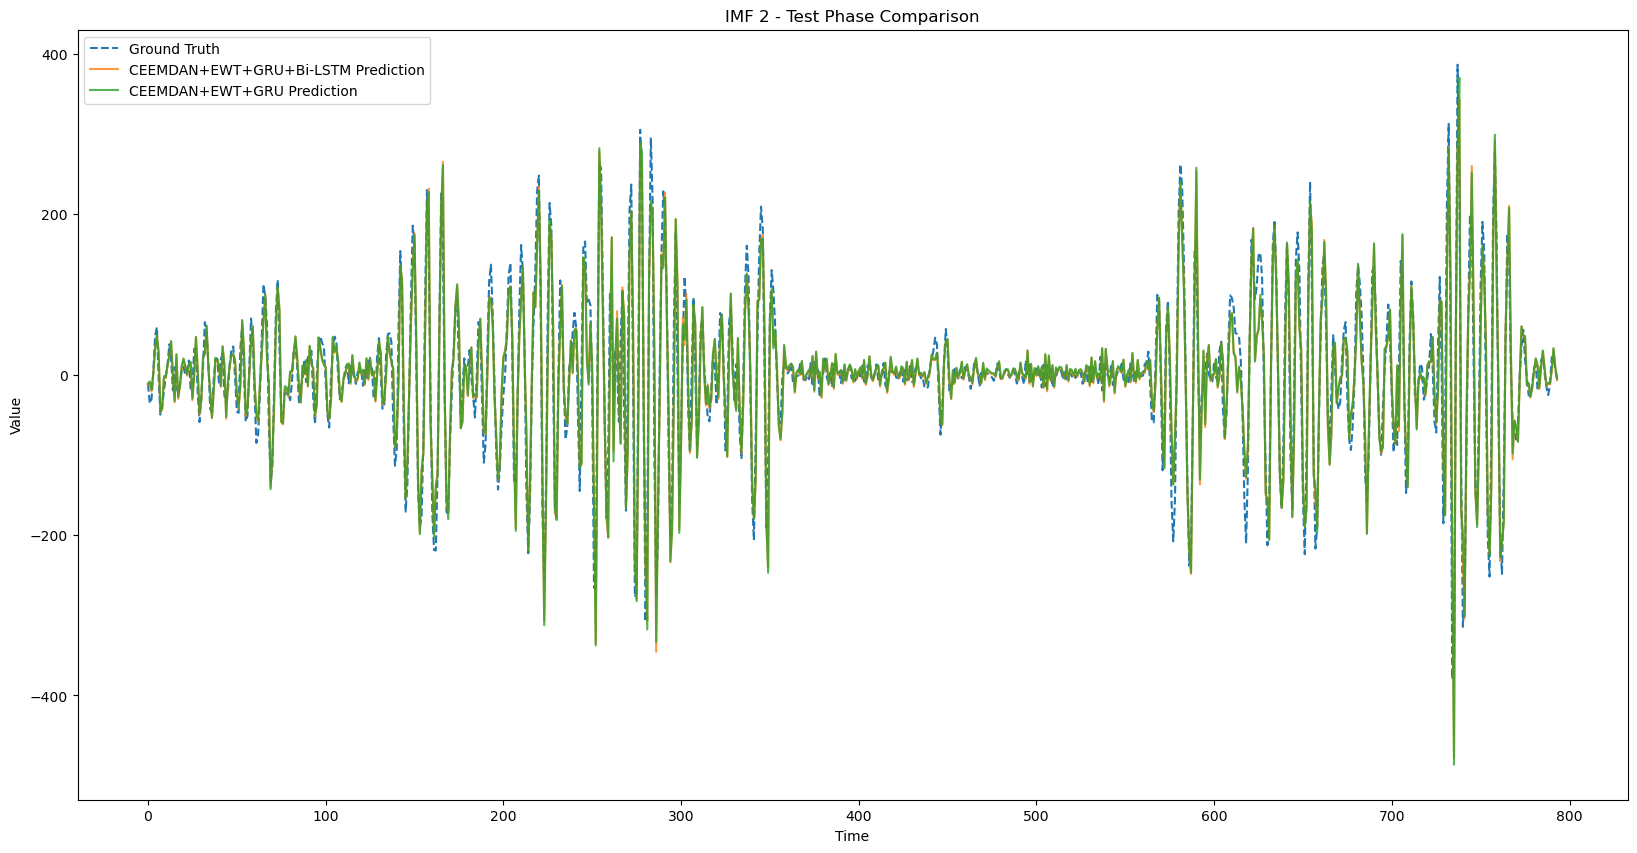 IMF 2 - Test Phase Comparison
Ground Truth
CEEMDAN+EWT+GRU+Bi-LSTM Prediction
CEEMDAN+EWT+GRU Prediction
400
200
0
−200
−400
Value
0 100 200 300 400 500 600 700 800
Time